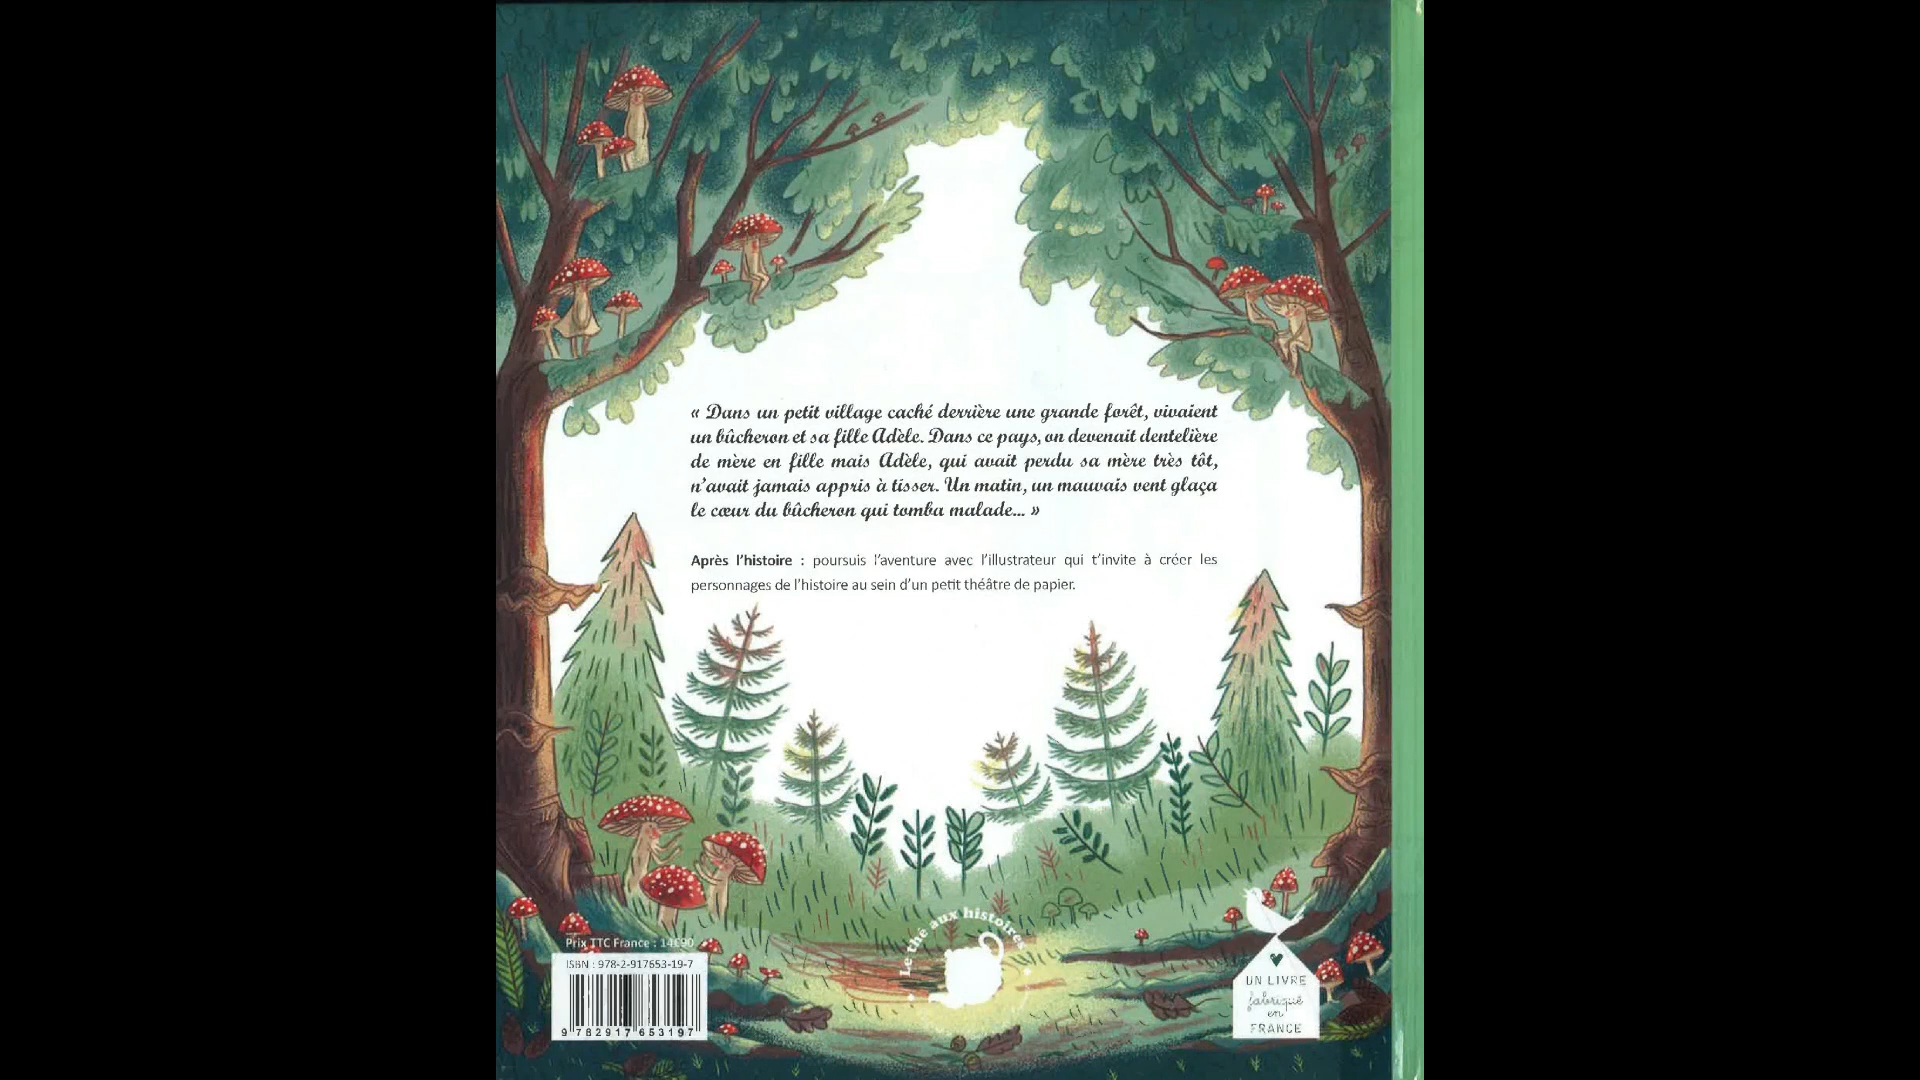 « Dans un petit village caché derrière une grande forêt, vivaient
un bûcheron et sa fille Adèle. Dans ce pays, on devenait dentelière
de mère en fille mais Adèle, qui avait perdu sa mère très tôt,
n'avait jamais appris à tisser. Un matin, un mauvais vent glaça
le cœur du bûcheron qui tomba malade... »
Après l'histoire : poursuis l'aventure avec l'illustrateur qui t'invite à créer les
personnages de l'histoire au sein d'un petit théâtre de papier.
Le thé aux histoires
Prix TTC France : 14€90
ISBN : 978-2-917653-19-7
9 782917 653197
UN LIVRE
fabriqué
en
FRANCE